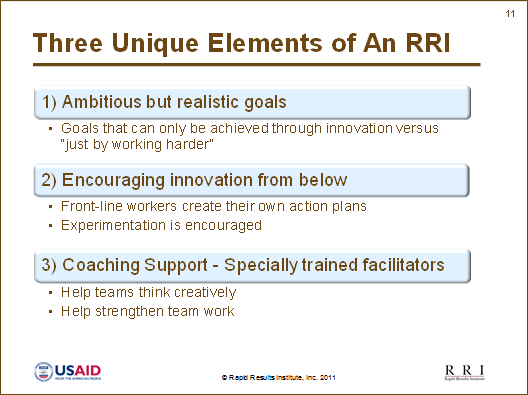 11
Three Unique Elements of An RRI
1) Ambitious but realistic goals
• Goals that can only be achieved through innovation versus
"just by working harder"
2) Encouraging innovation from below
• Front-line workers create their own action plans
• Experimentation is encouraged
3) Coaching Support - Specially trained facilitators
• Help teams think creatively
• Help strengthen team work
USAID
FROM THE AMERICAN PEOPLE
© Rapid Results Institute, Inc. 2011
RRI
Rapid Results Institute